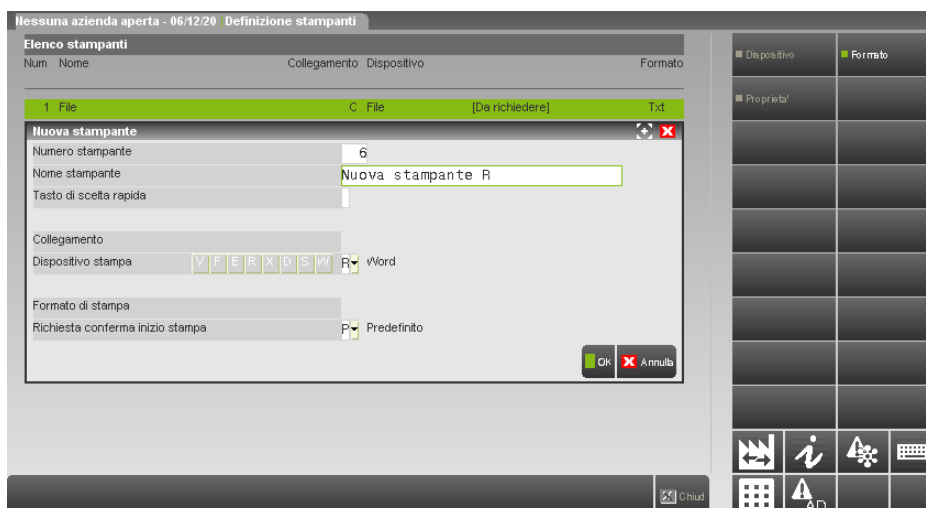 Nessuna azienda aperta - 06/12/20 Definizione stampanti
Elenco stampanti
Num Nome Collegamento Dispositivo Formato
1 File C File [Da richiedere] Txt
Nuova stampante
Numero stampante 6
Nome stampante Nuova stampante R
Tasto di scelta rapida
Collegamento
Dispositivo stampa V F E R X D S W R Word
Formato di stampa
Richiesta conferma inizio stampa P Predefinito
Ok Annulla
Chiud
Dispositivo Formato
Proprieta'
AD